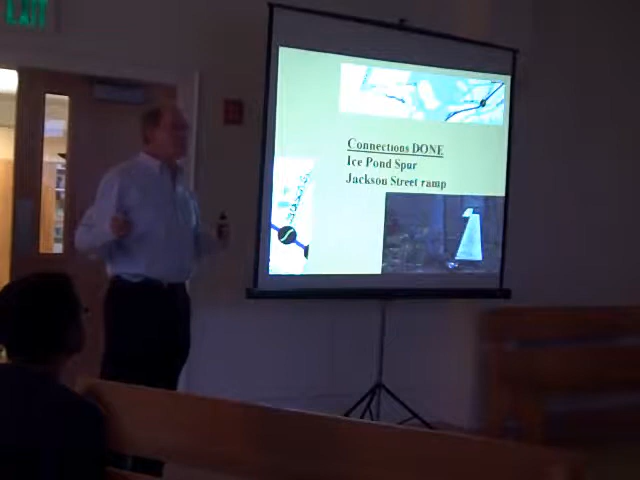 EXIT
Connections DONE
Ice Pond Spur
Jackson Street ramp